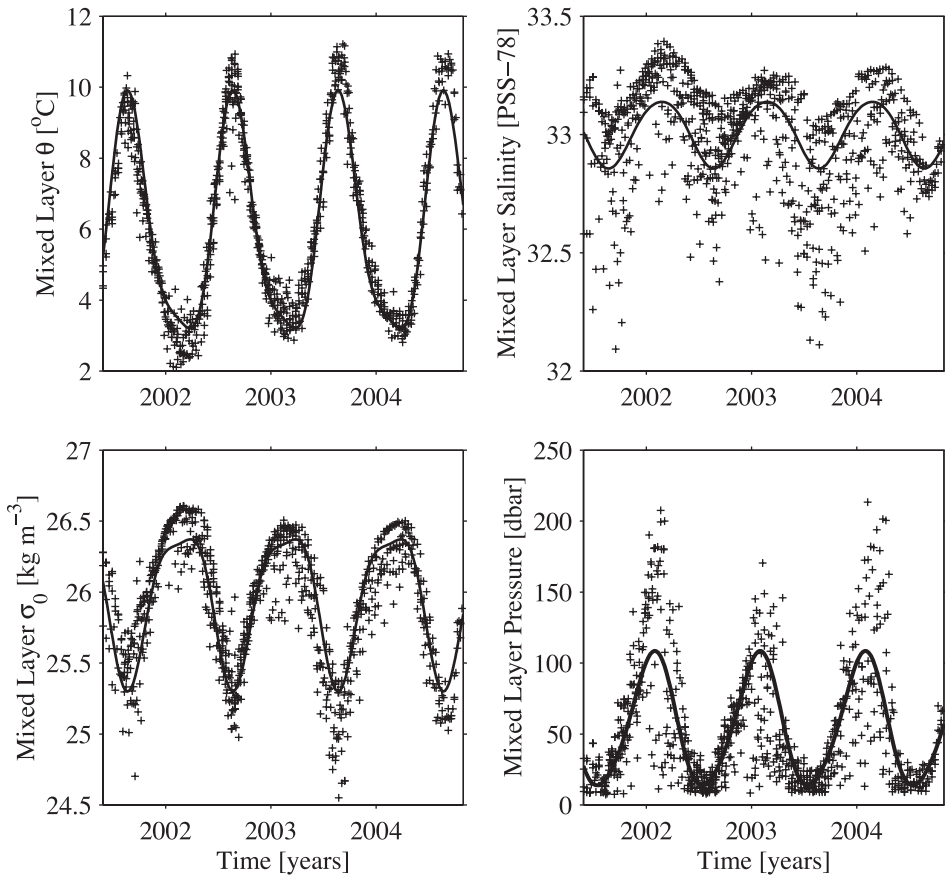 12
10
8
6
4
2
Mixed Layer θ [°C]
2002 2003 2004
33.5
33
32.5
32
Mixed Layer Salinity [PSS−78]
2002 2003 2004
27
26.5
26
25.5
25
24.5
Mixed Layer σ₀ [kg m⁻³]
2002 2003 2004
Time [years]
250
200
150
100
50
0
Mixed Layer Pressure [dbar]
2002 2003 2004
Time [years]